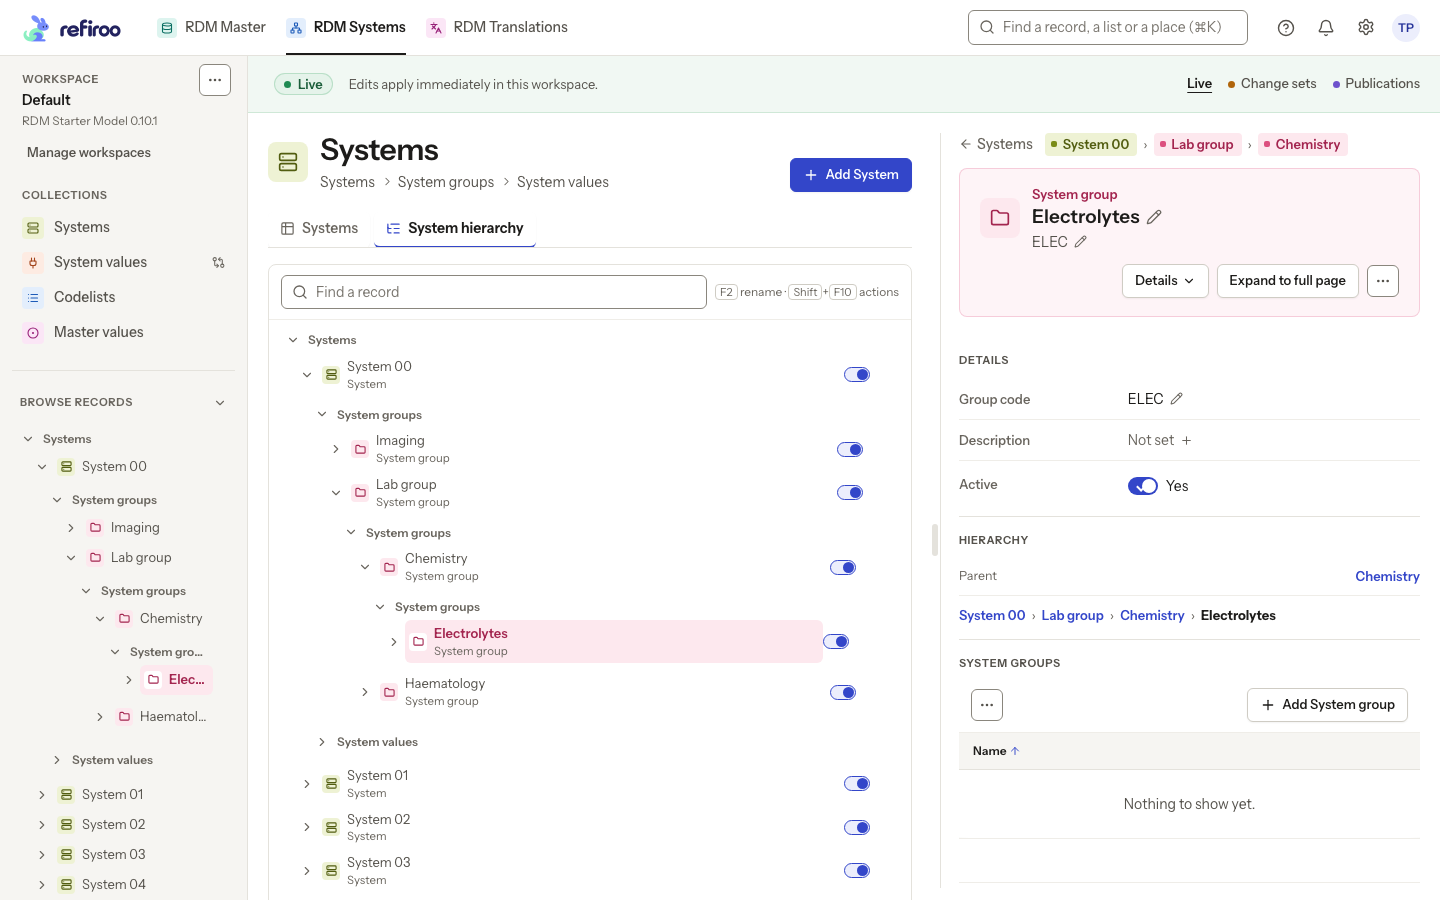 refiroo
RDM Master
RDM Systems
RDM Translations
Find a record, a list or a place (⌘K)
TP
WORKSPACE
Default
RDM Starter Model 0.10.1
Manage workspaces
COLLECTIONS
Systems
System values
Codelists
Master values
BROWSE RECORDS
Systems
System 00
System groups
Imaging
Lab group
System groups
Chemistry
System gro...
Elec...
Haematol...
System values
System 01
System 02
System 03
System 04
Live
Edits apply immediately in this workspace.
Live
Change sets
Publications
Systems
Systems > System groups > System values
+ Add System
Systems
System hierarchy
Find a record
F2 rename · Shift + F10 actions
Systems
System 00
System
System groups
Imaging
System group
Lab group
System group
System groups
Chemistry
System group
System groups
Electrolytes
System group
Haematology
System group
System values
System 01
System
System 02
System
System 03
System
← Systems System 00 › Lab group › Chemistry
System group
Electrolytes
ELEC
Details
Expand to full page
DETAILS
Group code ELEC
Description Not set +
Active Yes
HIERARCHY
Parent Chemistry
System 00 › Lab group › Chemistry › Electrolytes
SYSTEM GROUPS
+ Add System group
Name ↑
Nothing to show yet.